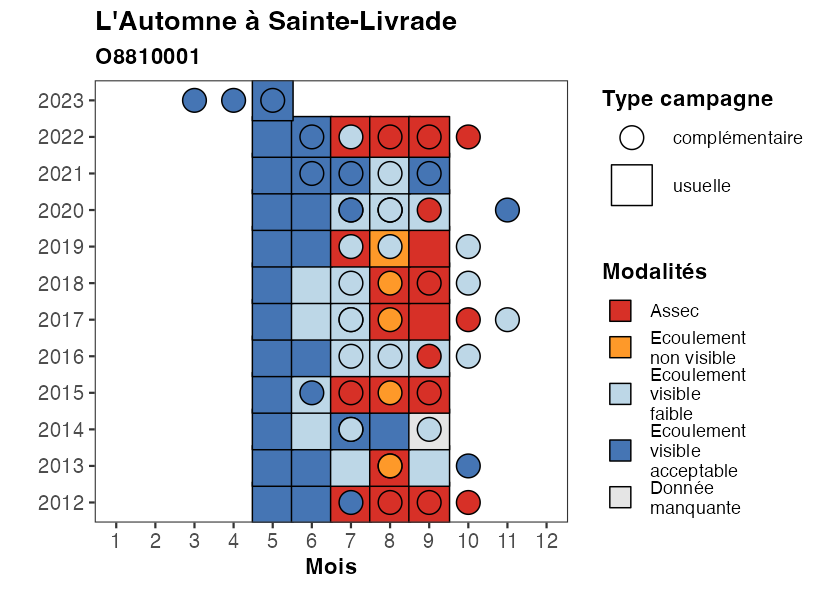 L'Automne à Sainte-Livrade
O8810001
2023
2022
2021
2020
2019
2018
2017
2016
2015
2014
2013
2012
1 2 3 4 5 6 7 8 9 10 11 12
Mois
Type campagne
complémentaire
usuelle
Modalités
Assec
Ecoulement
non visible
Ecoulement
visible
faible
Ecoulement
visible
acceptable
Donnée
manquante